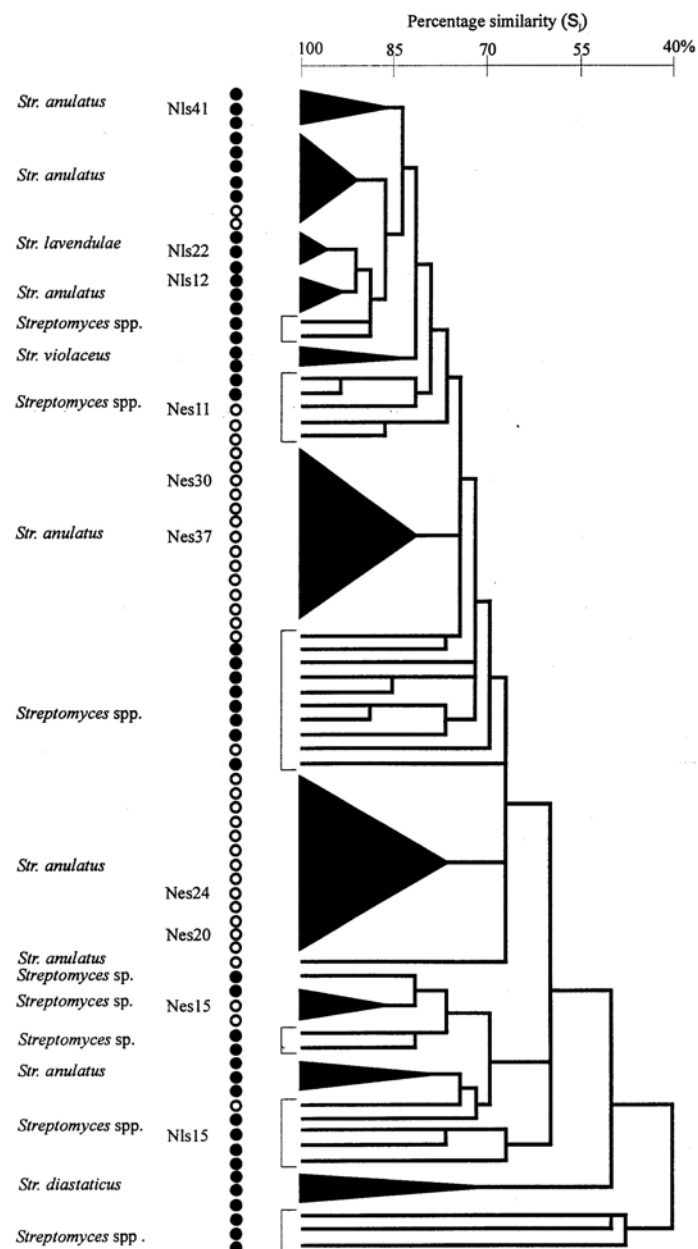 Percentage similarity (Sj)
100 85 70 55 40%
Str. anulatus Nls41
Str. anulatus
Str. lavendulae Nls22
Nls12
Str. anulatus
Streptomyces spp.
Str. violaceus
Streptomyces spp. Nes11
Nes30
Str. anulatus Nes37
Streptomyces spp.
Str. anulatus
Nes24
Nes20
Str. anulatus
Streptomyces sp.
Streptomyces sp. Nes15
Streptomyces sp.
Str. anulatus
Streptomyces spp.
Nls15
Str. diastaticus
Streptomyces spp .